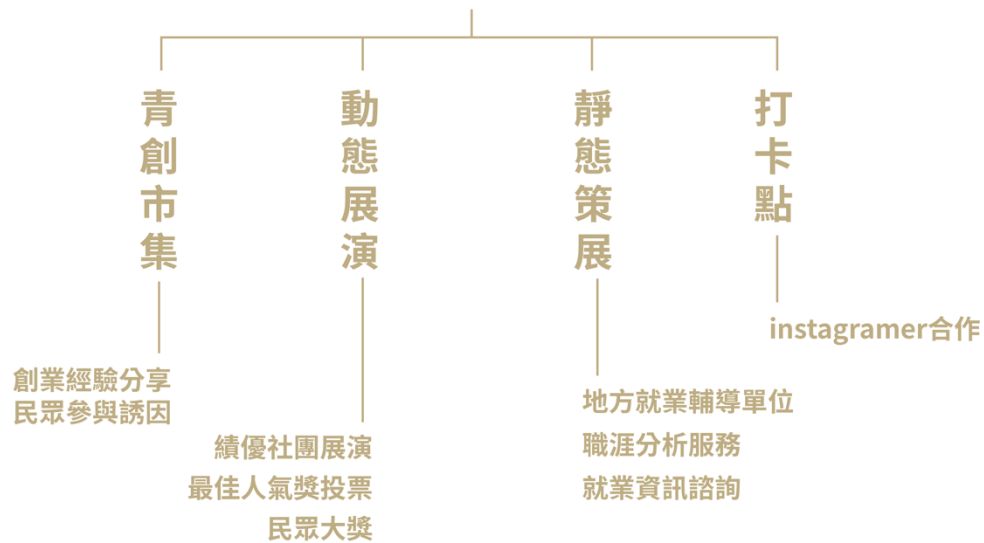 青創市集
動態展演
靜態策展
打卡點
創業經驗分享
民眾參與誘因
績優社團展演
最佳人氣獎投票
民眾大獎
地方就業輔導單位
職涯分析服務
就業資訊諮詢
instagramer合作